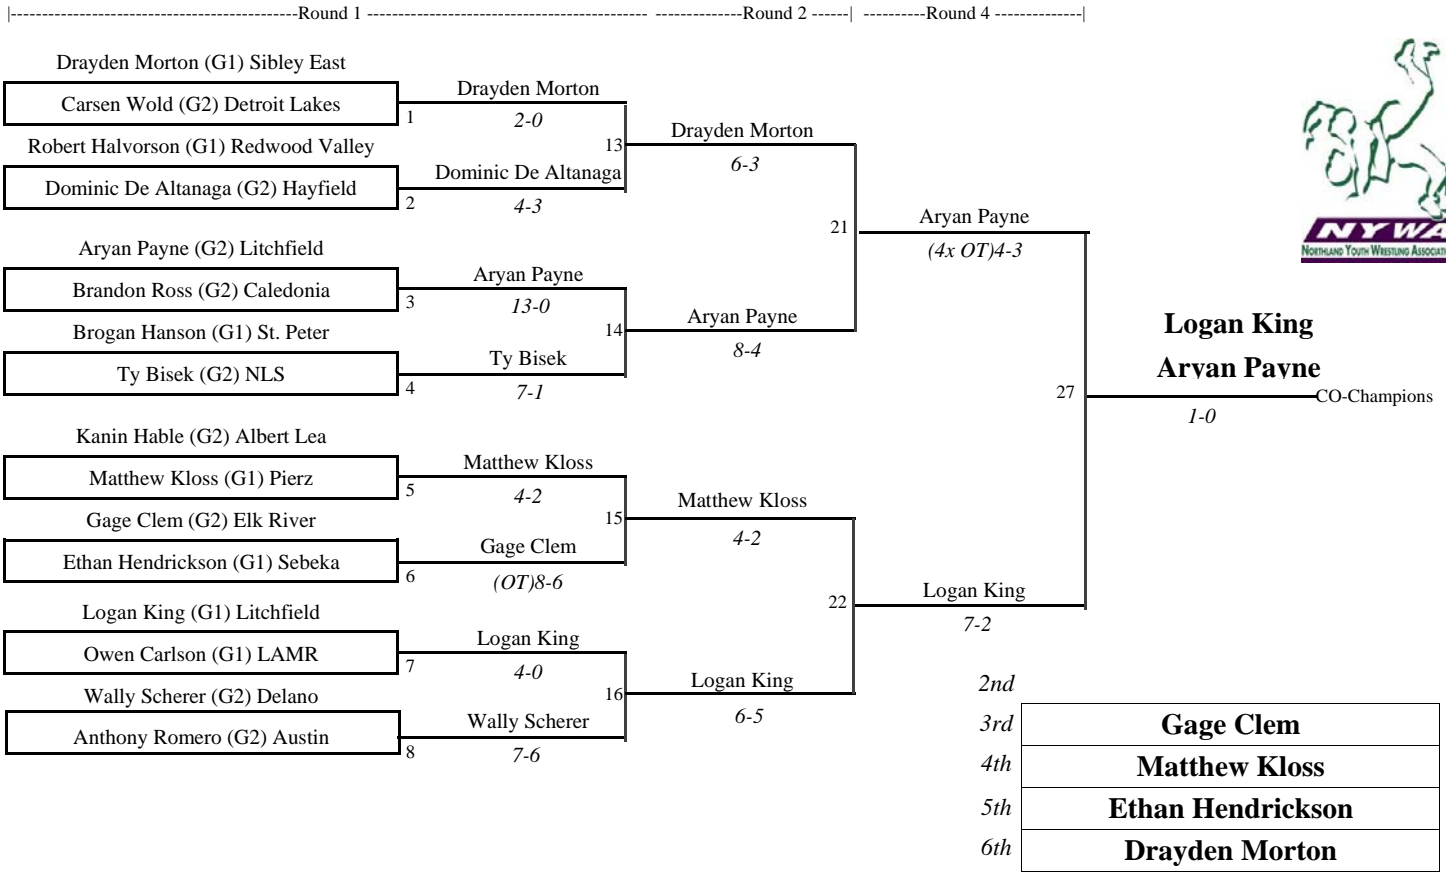 |----------------------------------------------Round 1 --------------------------------------------- --------------Round 2 ------| ----------Round 4 --------------|
Drayden Morton (G1) Sibley East
Carsen Wold (G2) Detroit Lakes
1
Drayden Morton
2-0
Robert Halvorson (G1) Redwood Valley
Dominic De Altanaga (G2) Hayfield
2
Dominic De Altanaga
4-3
13
Drayden Morton
6-3
Aryan Payne (G2) Litchfield
Brandon Ross (G2) Caledonia
3
Aryan Payne
13-0
Brogan Hanson (G1) St. Peter
Ty Bisek (G2) NLS
4
Ty Bisek
7-1
14
Aryan Payne
8-4
21
Aryan Payne
(4x OT)4-3
Kanin Hable (G2) Albert Lea
Matthew Kloss (G1) Pierz
5
Matthew Kloss
4-2
Gage Clem (G2) Elk River
Ethan Hendrickson (G1) Sebeka
6
Gage Clem
(OT)8-6
15
Matthew Kloss
4-2
Logan King (G1) Litchfield
Owen Carlson (G1) LAMR
7
Logan King
4-0
Wally Scherer (G2) Delano
Anthony Romero (G2) Austin
8
Wally Scherer
7-6
16
Logan King
6-5
22
Logan King
7-2
27
NYWA
NORTHLAND YOUTH WRESTLING
Logan King
Aryan Payne
CO-Champions
1-0
2nd
3rd Gage Clem
4th Matthew Kloss
5th Ethan Hendrickson
6th Drayden Morton